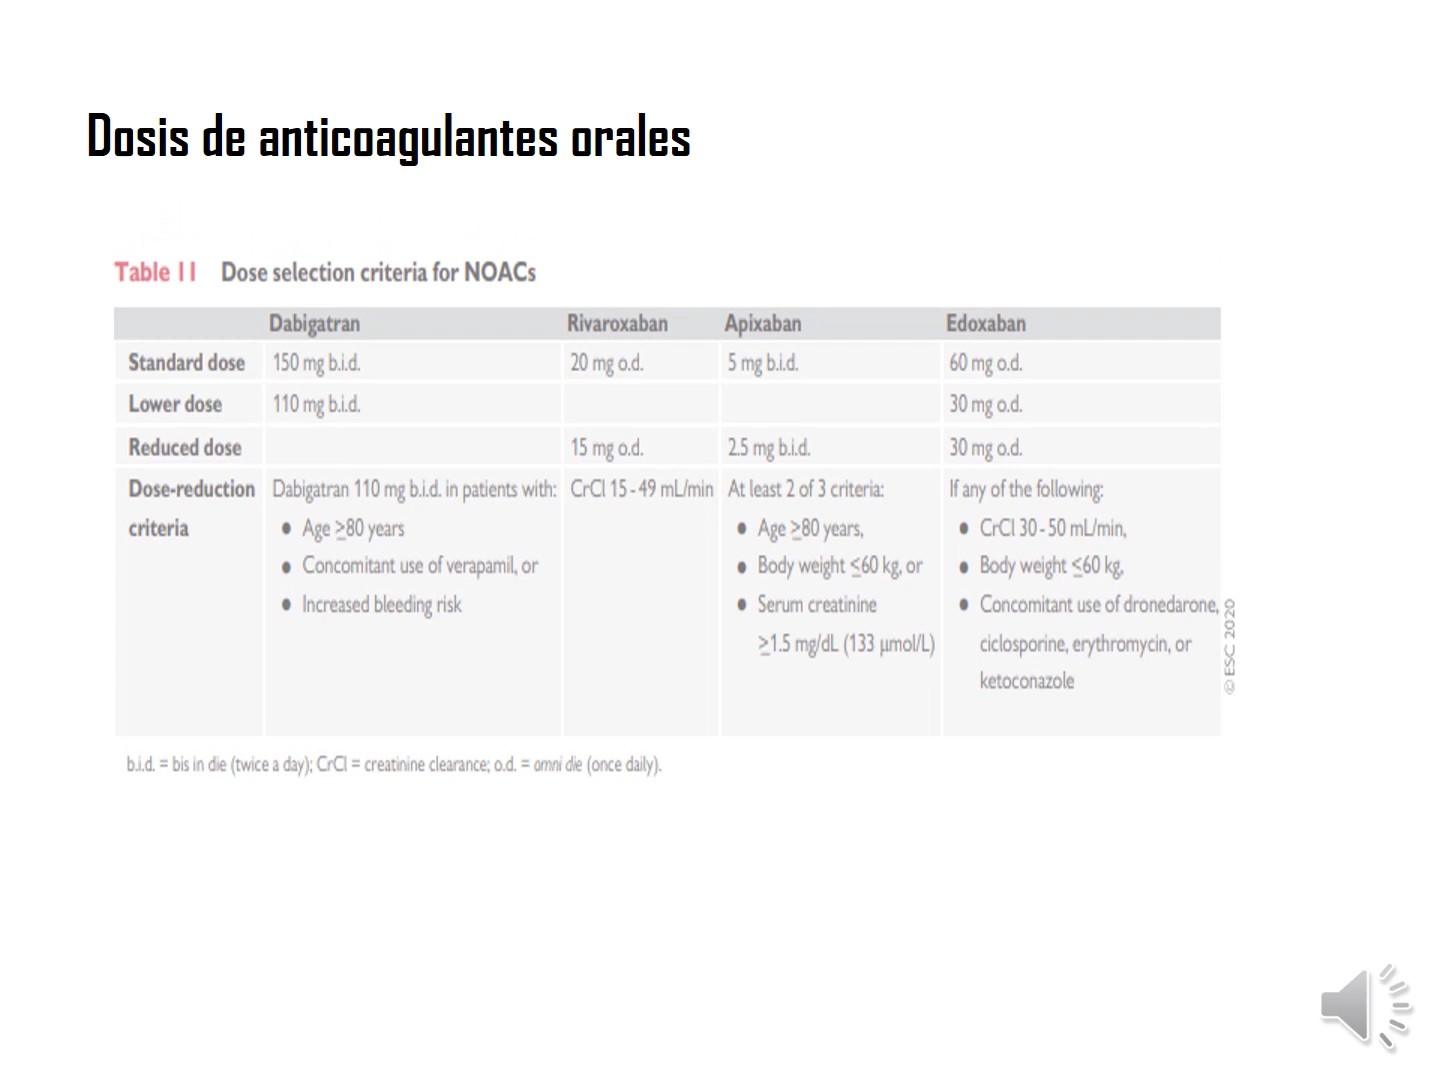 Dosis de anticoagulantes orales
Table 11 Dose selection criteria for NOACs
Dabigatran Rivaroxaban Apixaban Edoxaban
Standard dose 150 mg b.i.d. 20 mg o.d. 5 mg b.i.d. 60 mg o.d.
Lower dose 110 mg b.i.d. 30 mg o.d.
Reduced dose 15 mg o.d. 2.5 mg b.i.d. 30 mg o.d.
Dose-reduction Dabigatran 110 mg b.i.d. in patients with: CrCl 15 - 49 mL/min At least 2 of 3 criteria: If any of the following:
criteria ● Age ≥80 years ● Age ≥80 years, ● CrCl 30 - 50 mL/min,
● Concomitant use of verapamil, or ● Body weight ≤60 kg, or ● Body weight ≤60 kg,
● Increased bleeding risk ● Serum creatinine ● Concomitant use of dronedarone,
≥1.5 mg/dL (133 μmol/L) ciclosporine, erythromycin, or
ketoconazole
©ESC 2020
b.i.d. = bis in die (twice a day); CrCl = creatinine clearance; o.d. = omni die (once daily).